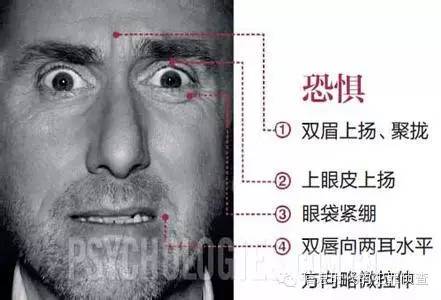 恐惧
① 双眉上扬、聚拢
② 上眼皮上扬
③ 眼袋紧绷
④ 双唇向两耳水平
方向略微拉伸
PSYCHOLOGIES